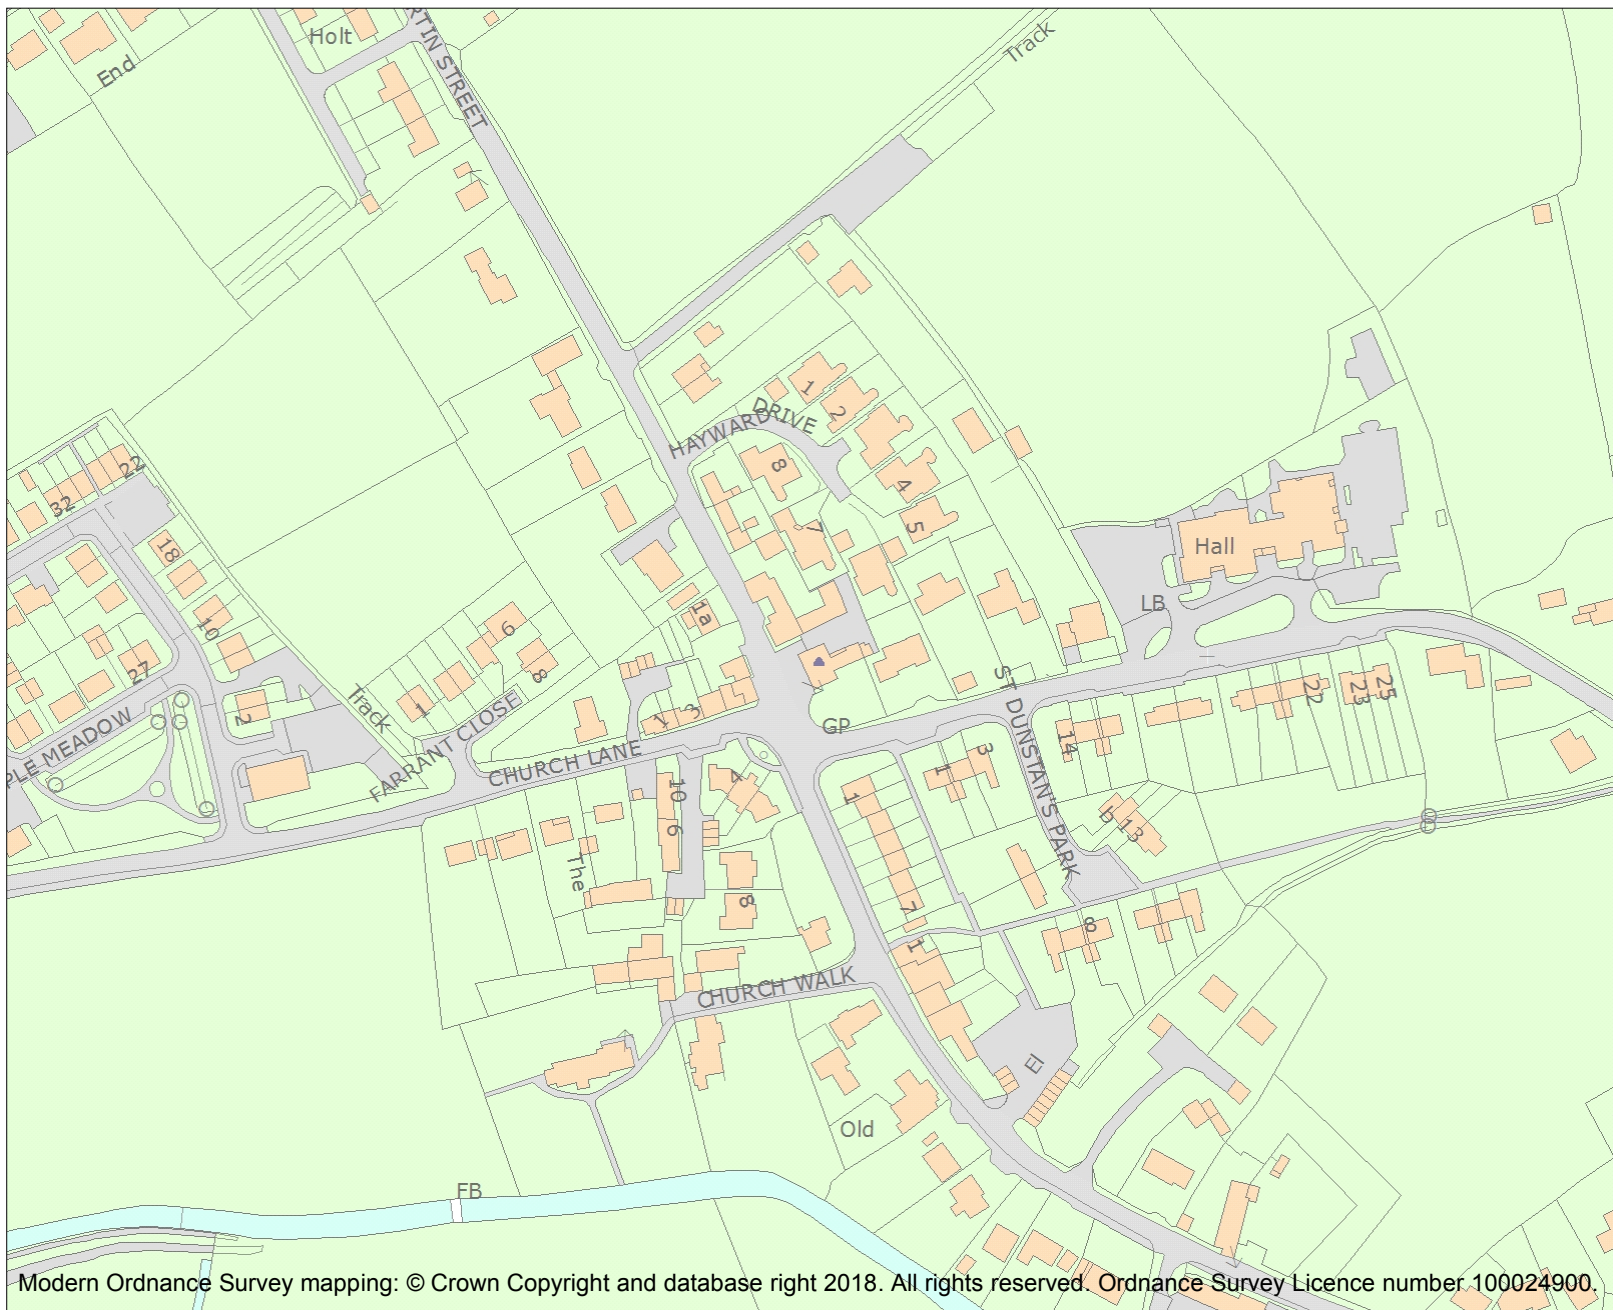 Holt
End
RTIN STREET
Track
HAYWARD DRIVE
1
2
8
4
5
7
22
32
18
10
27
2
Hall
LB
1a
6
8
1
Track
FARRANT CLOSE
PLE MEADOW
CHURCH LANE
1
3
GP
ST DUNSTAN'S PARK
22
23
25
14
3
1
1
10
6
4
The
8
b
13
7
1
8
CHURCH WALK
El
Old
FB
Modern Ordnance Survey mapping: © Crown Copyright and database right 2018. All rights reserved. Ordnance Survey Licence number 100024900.